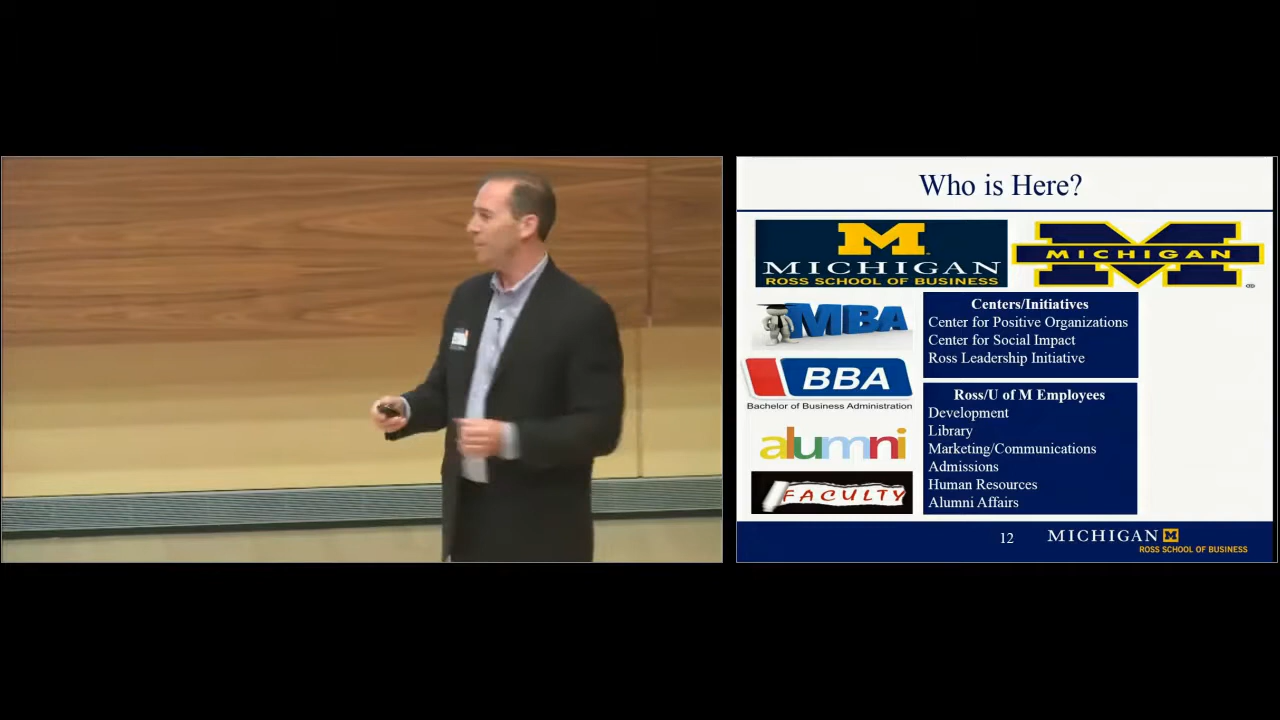 Who is Here?
M
MICHIGAN
ROSS SCHOOL OF BUSINESS
MICHIGAN
MBA
BBA
Bachelor of Business Administration
alumni
FACULTY
Centers/Initiatives
Center for Positive Organizations
Center for Social Impact
Ross Leadership Initiative
Ross/U of M Employees
Development
Library
Marketing/Communications
Admissions
Human Resources
Alumni Affairs
12
MICHIGAN M
ROSS SCHOOL OF BUSINESS